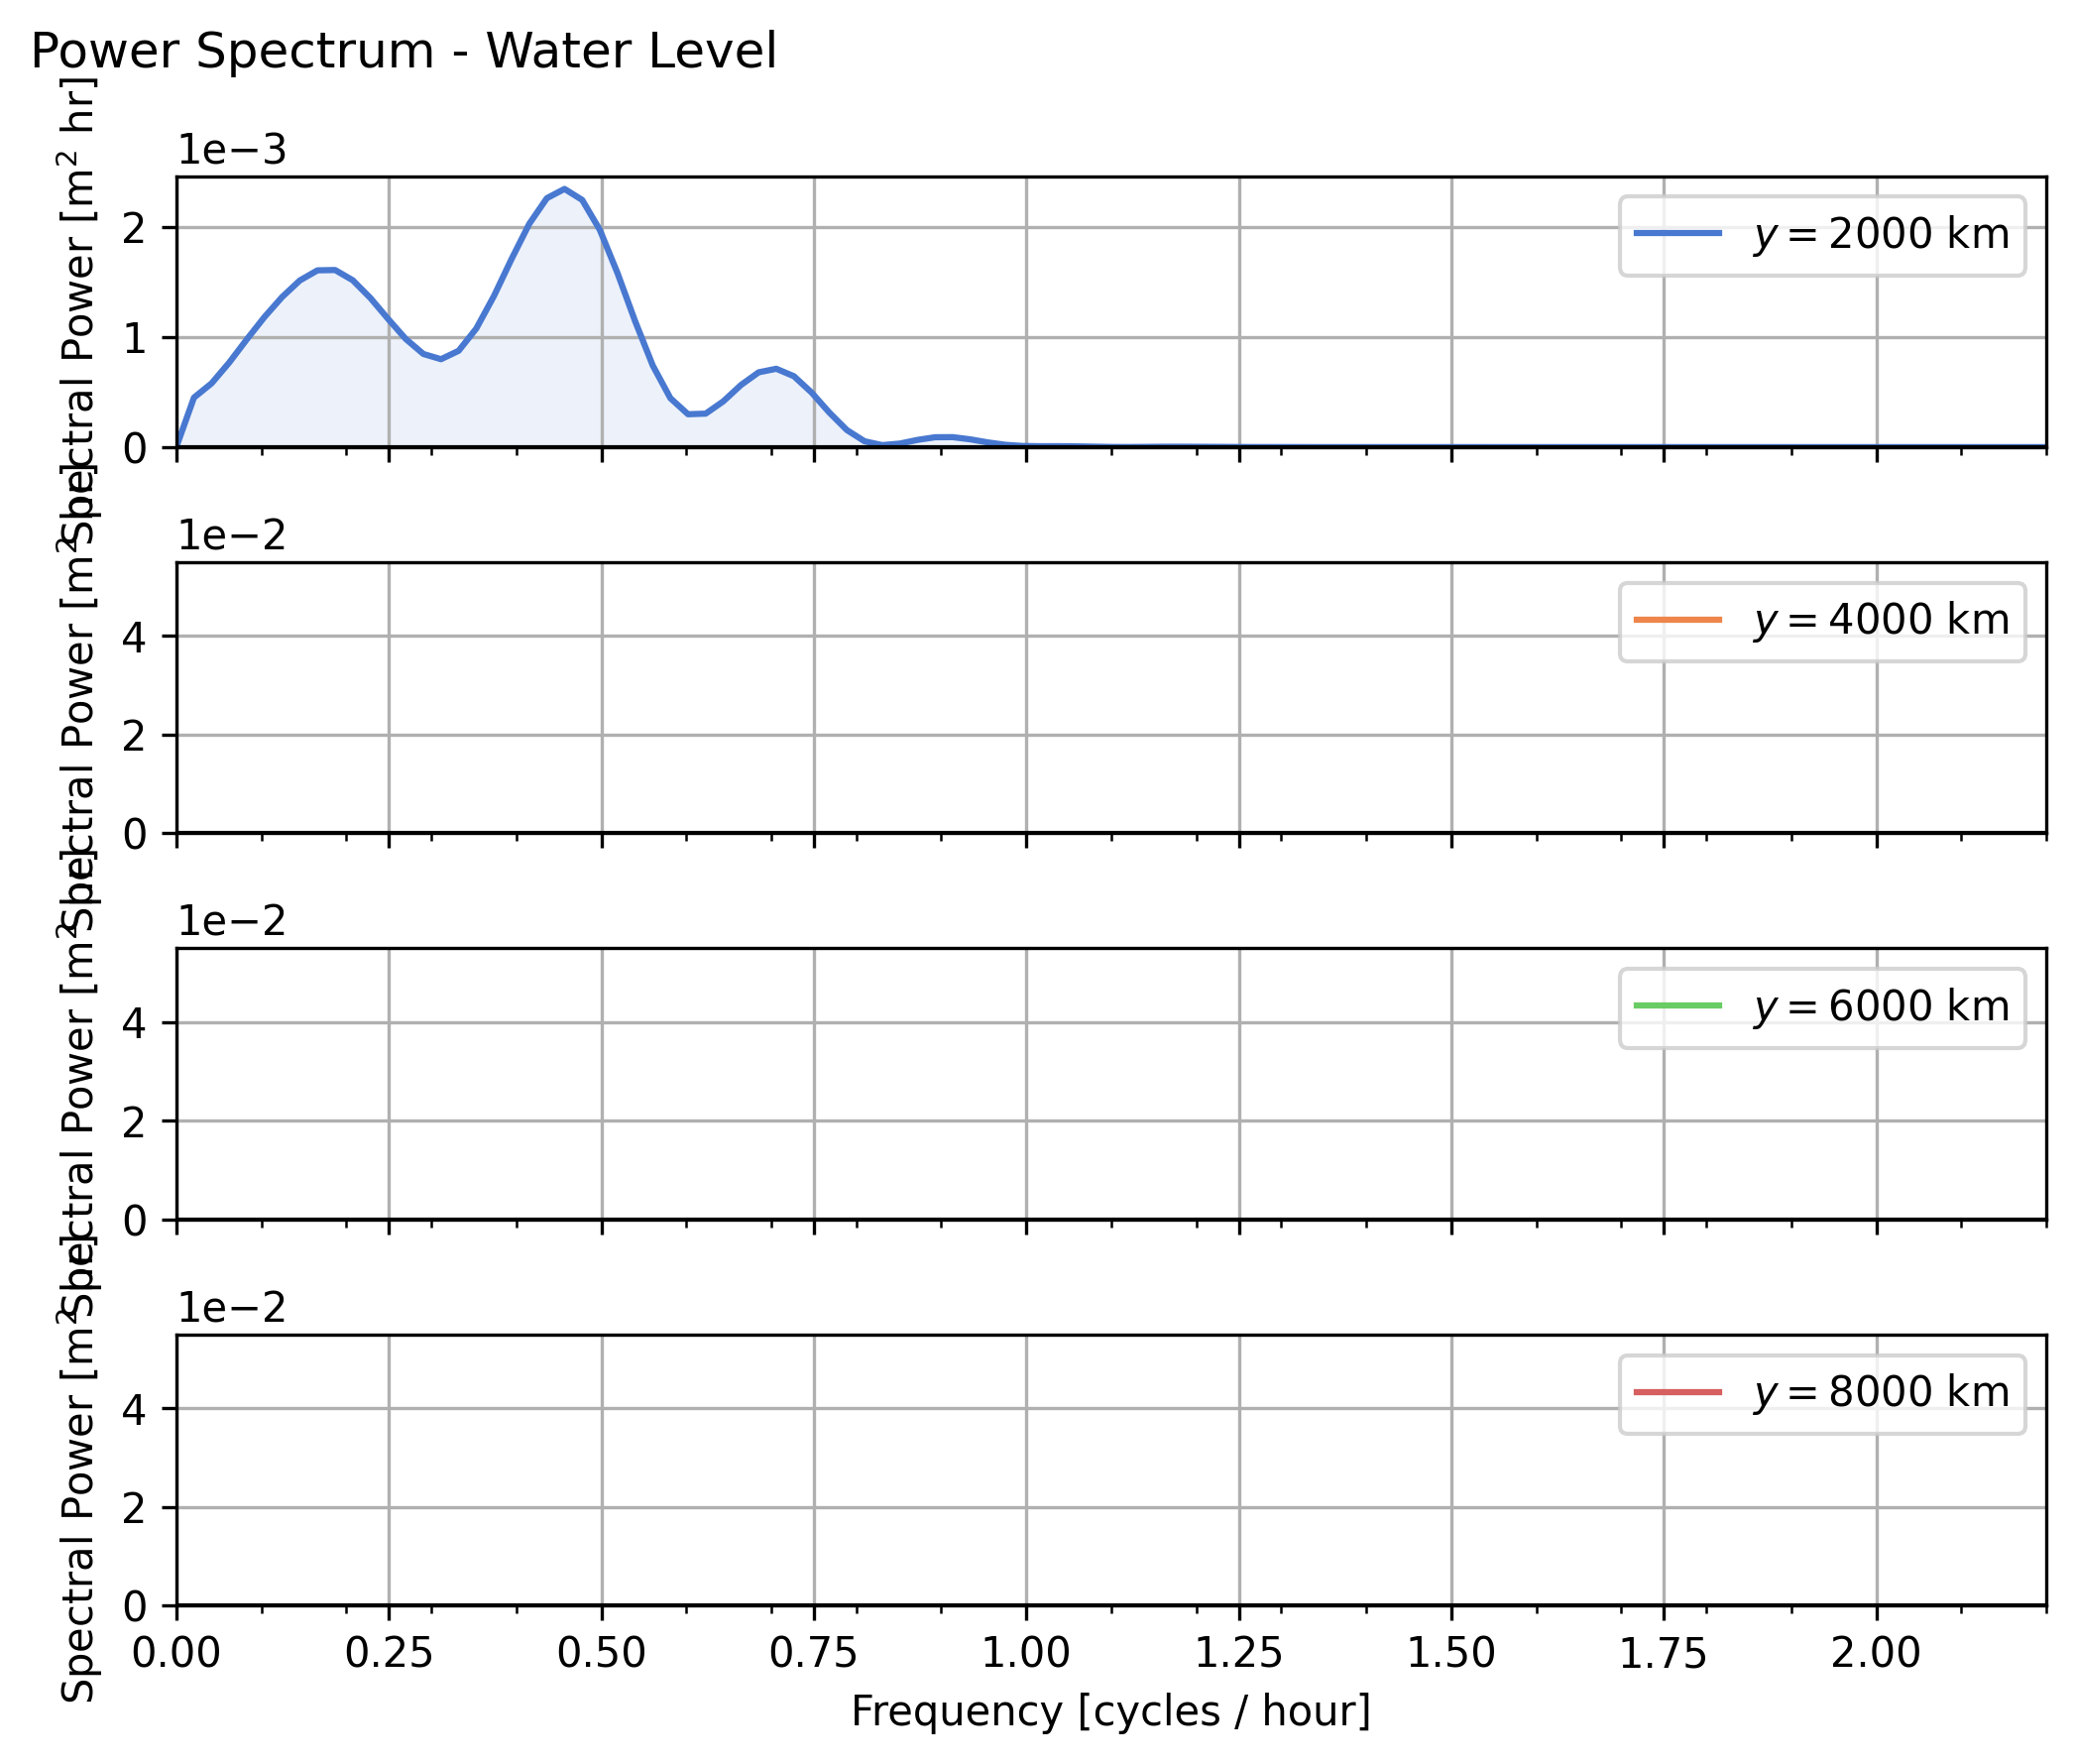 Power Spectrum - Water Level
1e−3
Spectral Power [m² hr]
2
1
0
y = 2000 km
1e−2
Spectral Power [m² hr]
4
2
0
y = 4000 km
1e−2
Spectral Power [m² hr]
4
2
0
y = 6000 km
1e−2
Spectral Power [m² hr]
4
2
0
y = 8000 km
0.00 0.25 0.50 0.75 1.00 1.25 1.50 1.75 2.00
Frequency [cycles / hour]